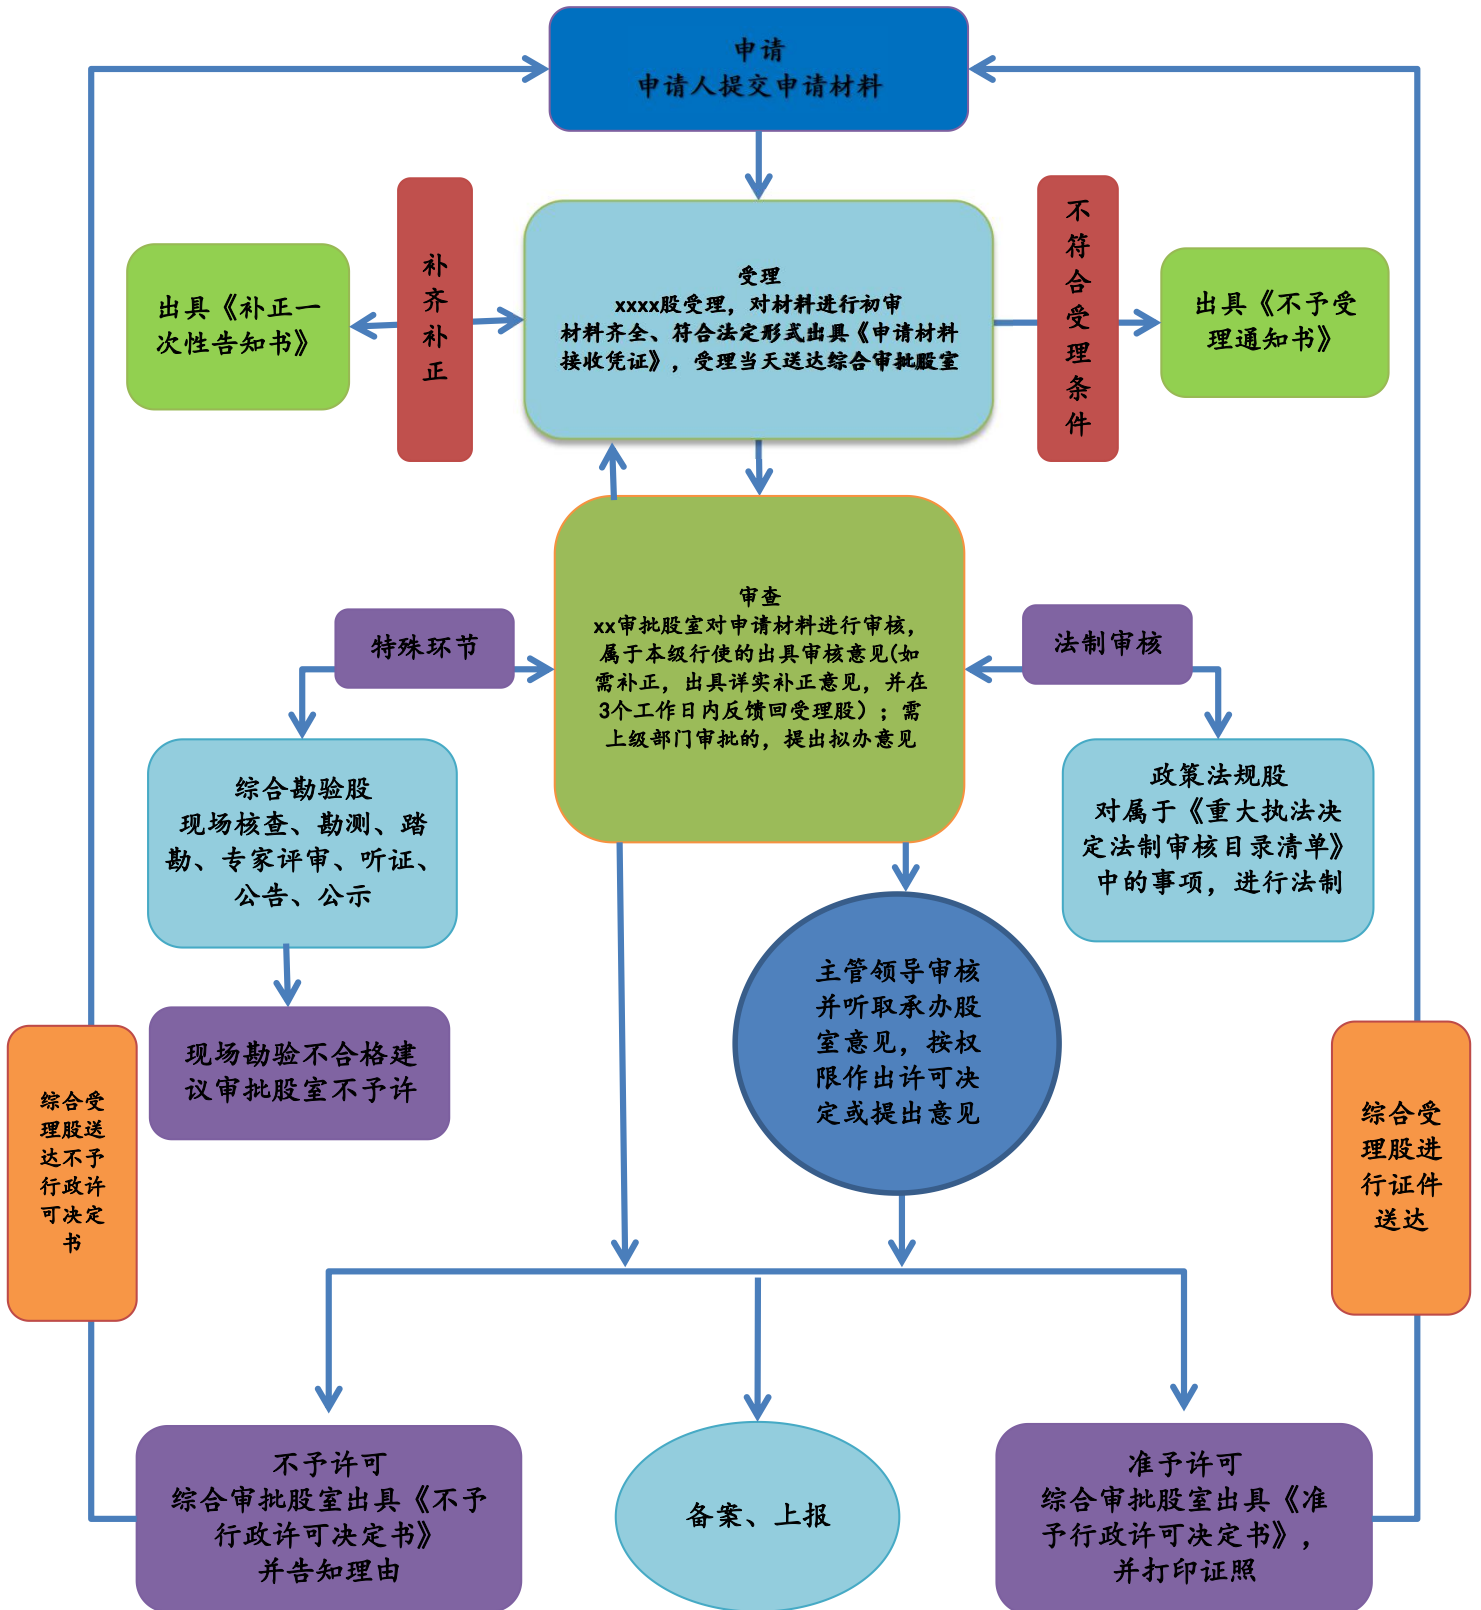 申请
申请人提交申请材料
补
齐
补
正
不
符
合
受
理
条
件
出具《补正一
次性告知书》
受理
xxxx股受理，对材料进行初审
材料齐全、符合法定形式出具《申请材料
接收凭证》，受理当天送达综合审批股室
出具《不予受
理通知书》
审查
xx审批股室对申请材料进行审核，
属于本级行使的出具审核意见(如
需补正，出具详实补正意见，并在
3个工作日内反馈回受理股）；需
上级部门审批的，提出拟办意见
特殊环节
法制审核
综合勘验股
现场核查、勘测、踏
勘、专家评审、听证、
公告、公示
政策法规股
对属于《重大执法决
定法制审核目录清单》
中的事项，进行法制
现场勘验不合格建
议审批股室不予许
主管领导审核
并听取承办股
室意见，按权
限作出许可决
定或提出意见
综合受
理股送
达不予
行政许
可决定
书
综合受
理股进
行证件
送达
不予许可
综合审批股室出具《不予
行政许可决定书》
并告知理由
备案、上报
准予许可
综合审批股室出具《准
予行政许可决定书》，
并打印证照